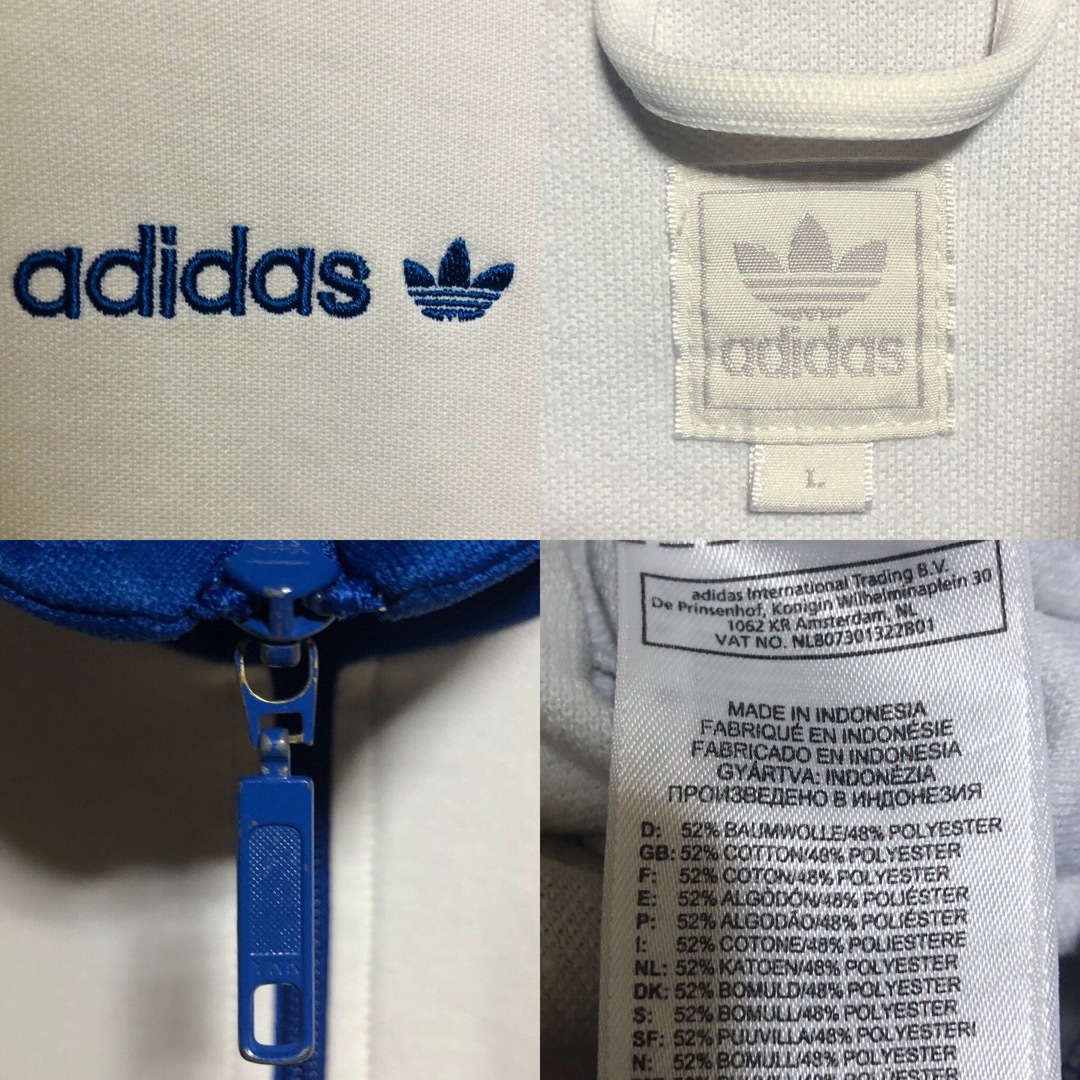 adidas
adidas
L
YKK
adidas International Trading B.V.
De Prinsenhof, Konigin Wilhelminaplein 30
1062 KR Amsterdam, NL
VAT NO. NL807301322B01
MADE IN INDONESIA
FABRIQUÉ EN INDONÉSIE
FABRICADO EN INDONESIA
GYÁRTVA: INDONÉZIA
ПРОИЗВЕДЕНО В ИНДОНЕЗИЯ
D: 52% BAUMWOLLE/48% POLYESTER
GB: 52% COTTON/48% POLYESTER
F: 52% COTON/48% POLYESTER
E: 52% ALGODÓN/48% POLIÉSTER
P: 52% ALGODÃO/48% POLIÉSTER
I: 52% COTONE/48% POLIESTERE
NL: 52% KATOEN/48% POLYESTER
DK: 52% BOMULD/48% POLYESTER
S: 52% BOMULL/48% POLYESTER
SF: 52% PUUVILLA/48% POLYESTERI
N: 52% BOMULL/48% POLYESTER